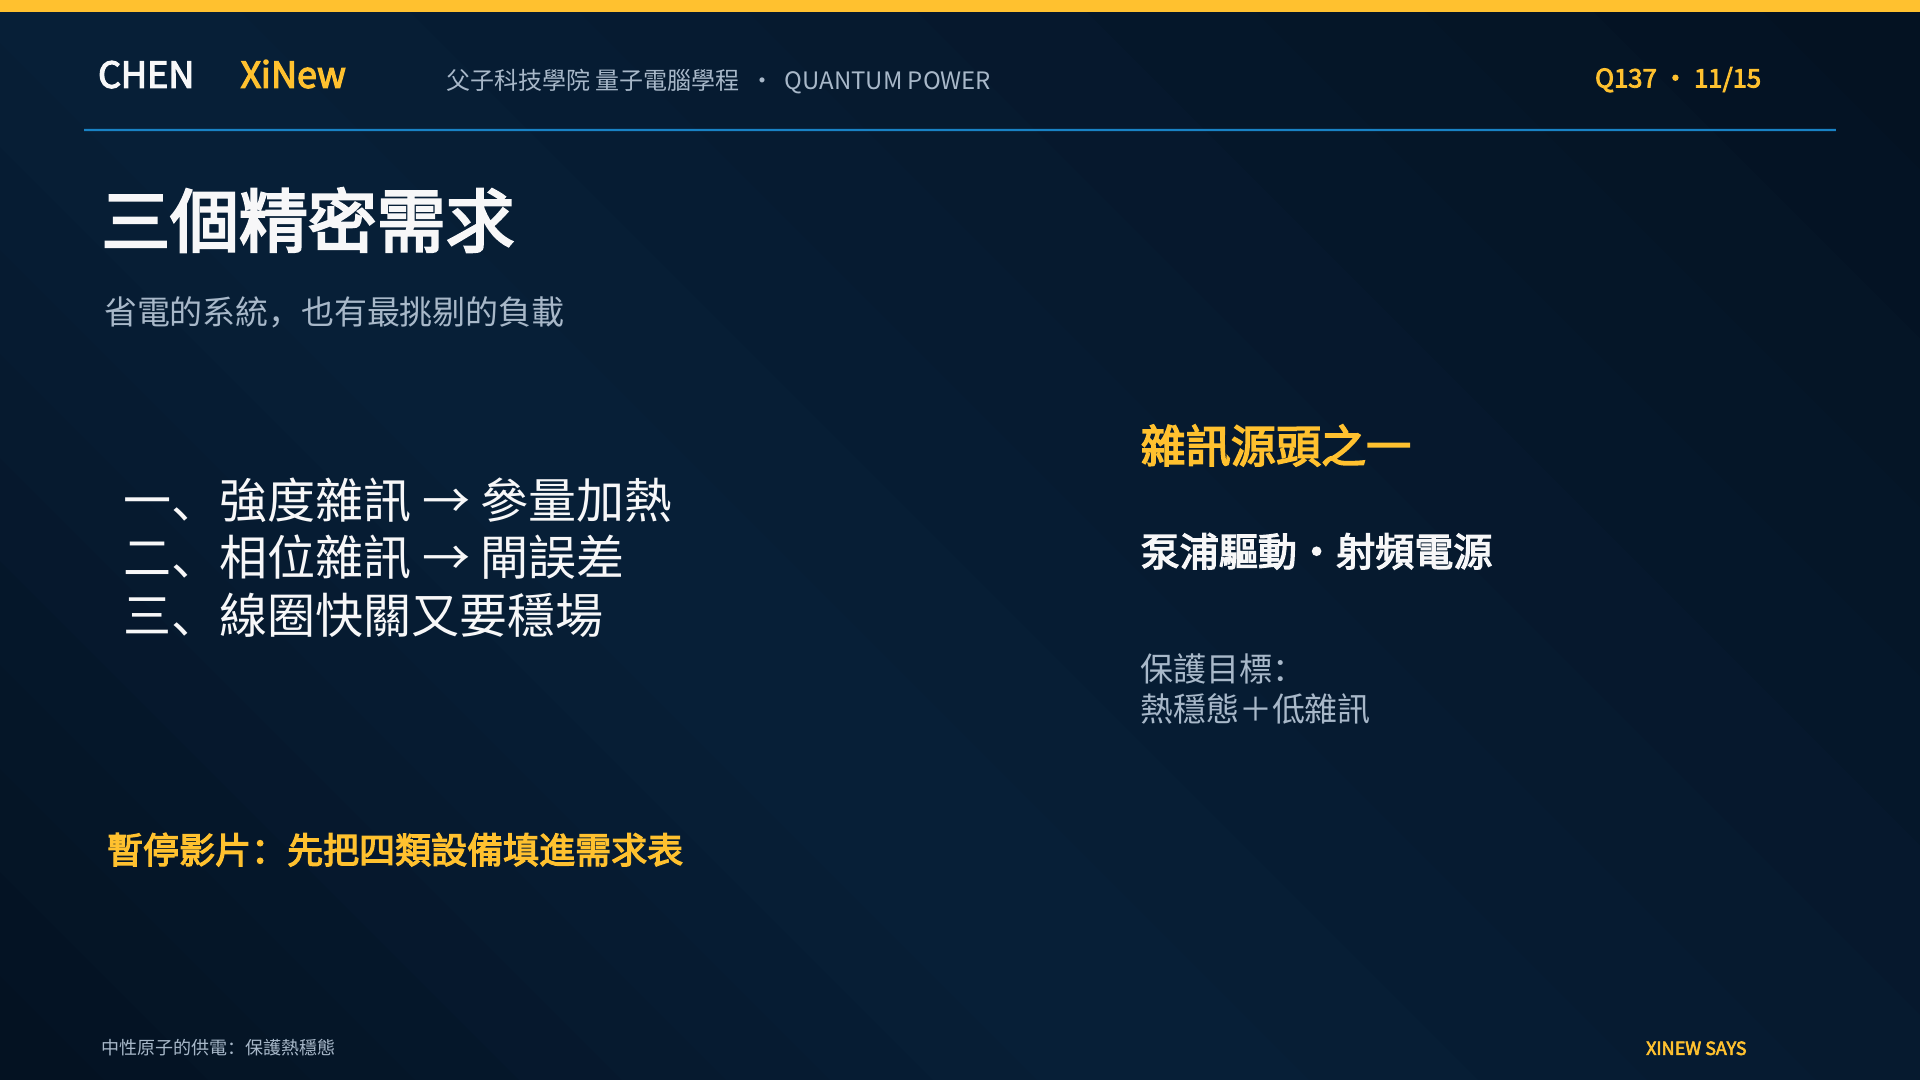 CHEN XiNew 父子科技學院 量子電腦學程 · QUANTUM POWER Q137 · 11/15
三個精密需求
省電的系統，也有最挑剔的負載
一、強度雜訊 → 參量加熱
二、相位雜訊 → 閘誤差
三、線圈快關又要穩場
雜訊源頭之一
泵浦驅動・射頻電源
保護目標：
熱穩態＋低雜訊
暫停影片：先把四類設備填進需求表
中性原子的供電：保護熱穩態
XINEW SAYS